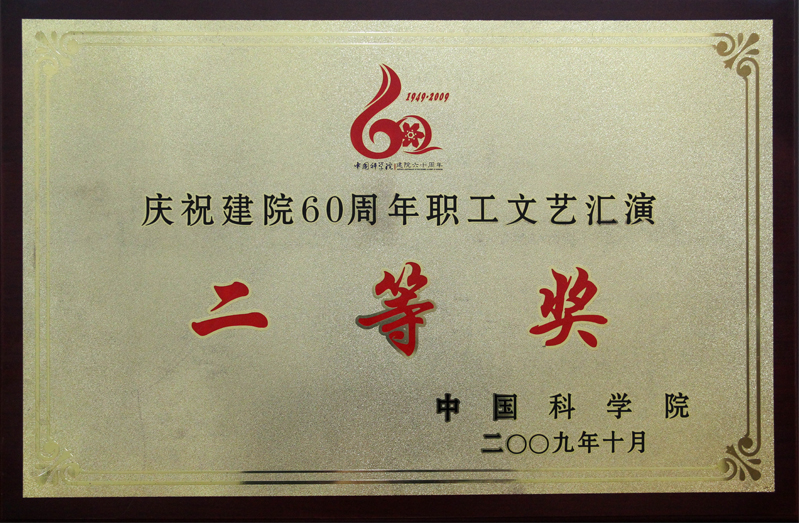 1949-2009
中国科学院建院六十周年
庆祝建院60周年职工文艺汇演
二等奖
中国科学院
二〇〇九年十月